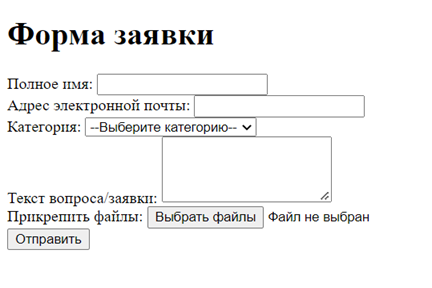 Форма заявки
Полное имя:
Адрес электронной почты:
Категория: --Выберите категорию--
Текст вопроса/заявки:
Прикрепить файлы: Выбрать файлы Файл не выбран
Отправить